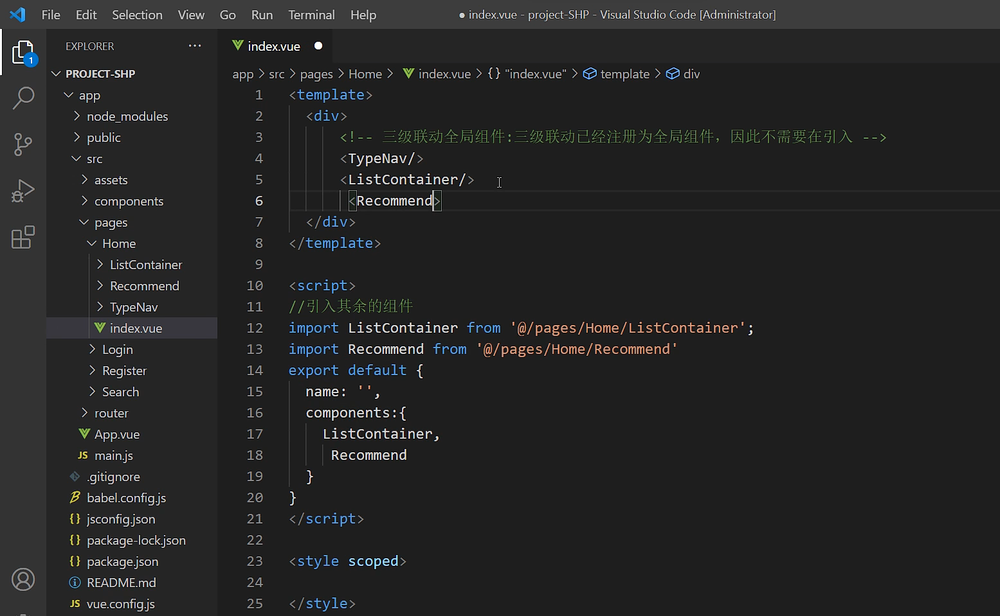 File Edit Selection View Go Run Terminal Help
● index.vue - project-SHP - Visual Studio Code [Administrator]
1
EXPLORER ···
PROJECT-SHP
app
node_modules
public
src
assets
components
pages
Home
ListContainer
Recommend
TypeNav
index.vue
Login
Register
Search
router
App.vue
JS main.js
.gitignore
babel.config.js
{} jsconfig.json
{} package-lock.json
{} package.json
README.md
JS vue.config.js
index.vue ●
app > src > pages > Home > index.vue > {} "index.vue" > template > div
1 <template>
2 <div>
3 <!-- 三级联动全局组件:三级联动已经注册为全局组件，因此不需要在引入 -->
4 <TypeNav/>
5 <ListContainer/>
6 <Recommend>
7 </div>
8 </template>
9
10 <script>
11 //引入其余的组件
12 import ListContainer from '@/pages/Home/ListContainer';
13 import Recommend from '@/pages/Home/Recommend'
14 export default {
15 name: '',
16 components:{
17 ListContainer,
18 Recommend
19 }
20 }
21 </script>
22
23 <style scoped>
24
25 </style>